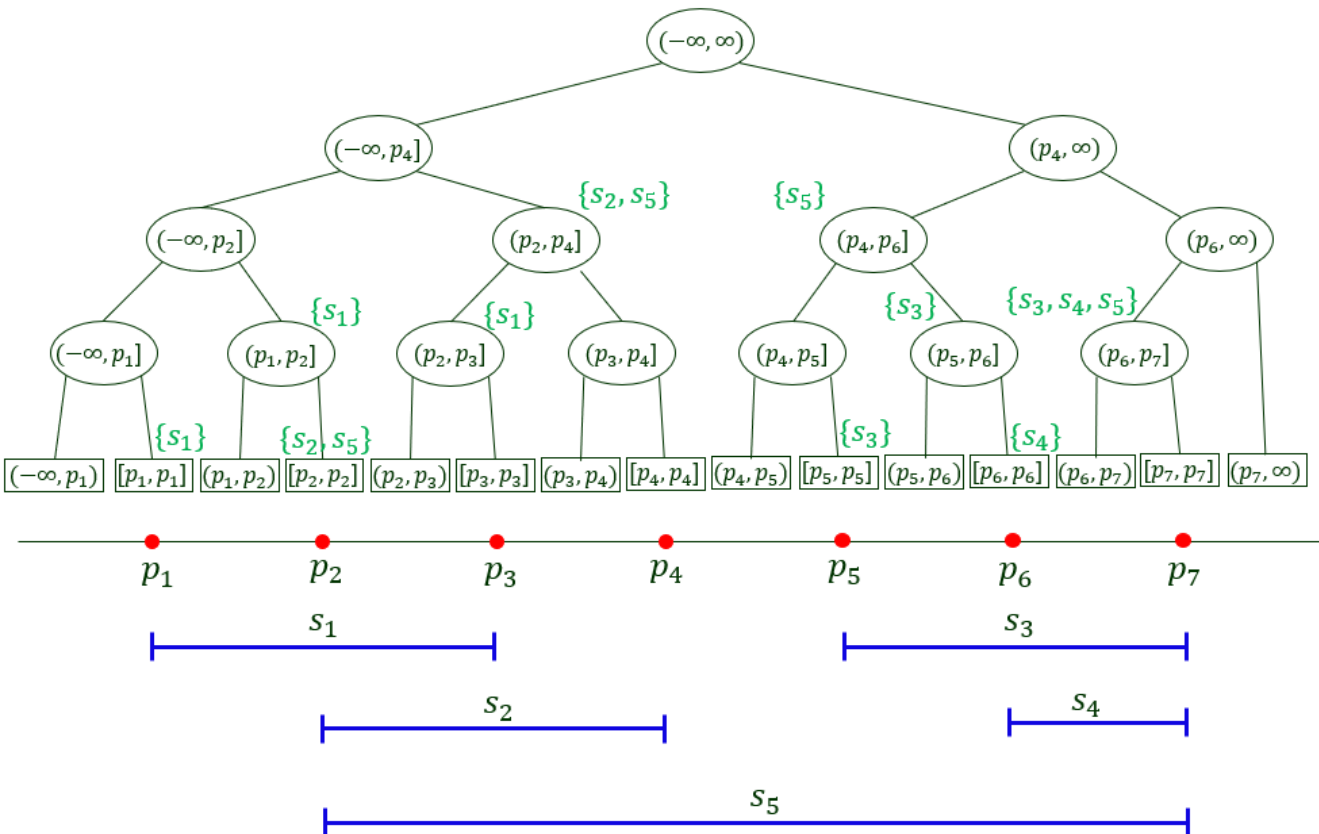 (−∞, ∞)
(−∞, p₄] (p₄, ∞)
{s₂, s₅} {s₅}
(−∞, p₂] (p₂, p₄] (p₄, p₆] (p₆, ∞)
{s₁} {s₁} {s₃} {s₃, s₄, s₅}
(−∞, p₁] (p₁, p₂] (p₂, p₃] (p₃, p₄] (p₄, p₅] (p₅, p₆] (p₆, p₇]
{s₁} {s₂, s₅} {s₃} {s₄}
(−∞, p₁) [p₁, p₁] (p₁, p₂) [p₂, p₂] (p₂, p₃) [p₃, p₃] (p₃, p₄) [p₄, p₄] (p₄, p₅) [p₅, p₅] (p₅, p₆) [p₆, p₆] (p₆, p₇) [p₇, p₇] (p₇, ∞)
p₁ p₂ p₃ p₄ p₅ p₆ p₇
s₁ s₃
s₂ s₄
s₅